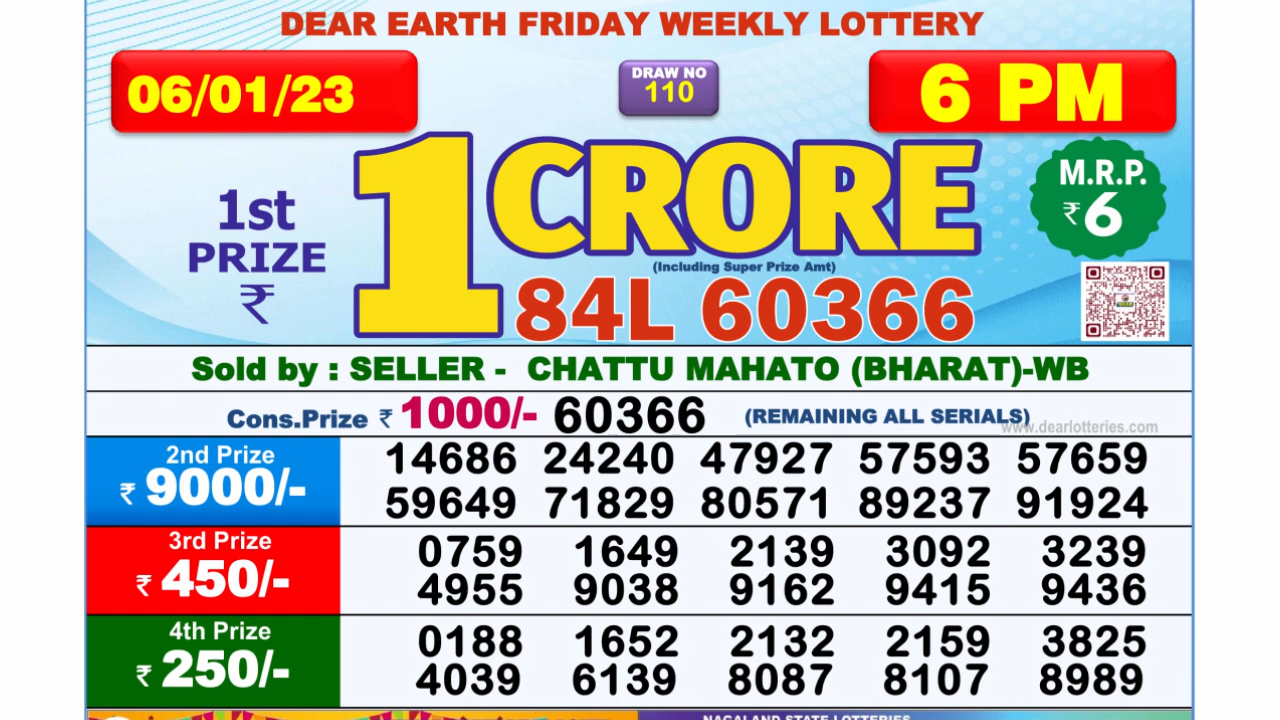 DEAR EARTH FRIDAY WEEKLY LOTTERY
06/01/23
DRAW NO
110
6 PM
1st
PRIZE
₹
1 CRORE
(Including Super Prize Amt)
84L 60366
M.R.P.
₹6
DEAR
Sold by : SELLER - CHATTU MAHATO (BHARAT)-WB
Cons.Prize ₹ 1000/- 60366 (REMAINING ALL SERIALS)
www.dearlotteries.com
2nd Prize
₹ 9000/-
14686 24240 47927 57593 57659
59649 71829 80571 89237 91924
3rd Prize
₹ 450/-
0759 1649 2139 3092 3239
4955 9038 9162 9415 9436
4th Prize
₹ 250/-
0188 1652 2132 2159 3825
4039 6139 8087 8107 8989
NAGALAND STATE LOTTERIES